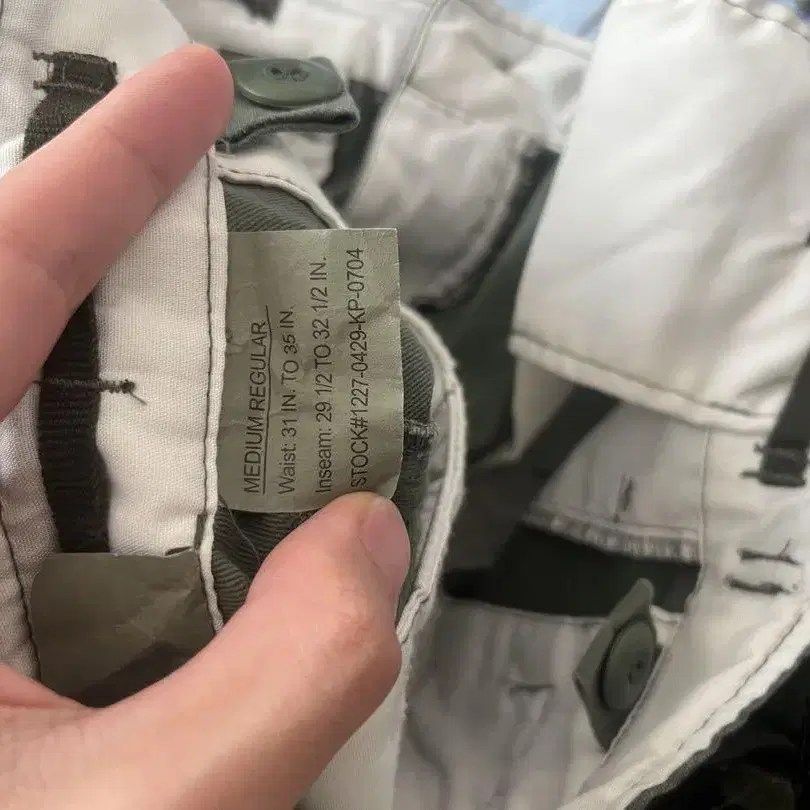 MEDIUM REGULAR
Waist: 31 IN. TO 35 IN.
Inseam: 29 1/2 TO 32 1/2 IN.
STOCK#1227-0429-KP-0704